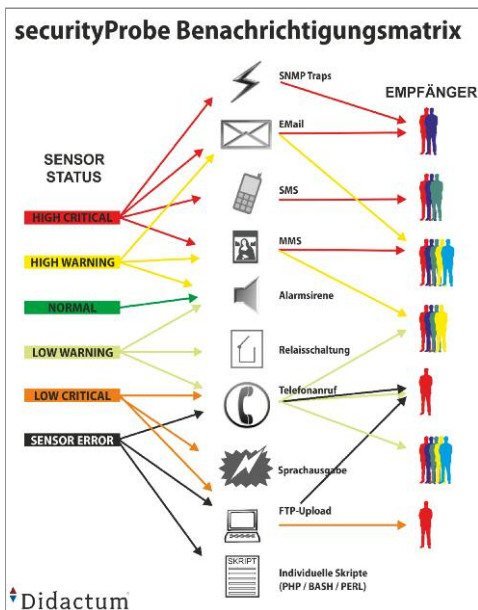 securityProbe Benachrichtigungsmatrix
SNMP Traps
EMPFÄNGER
EMail
SENSOR
STATUS
SMS
HIGH CRITICAL
MMS
HIGH WARNING
Alarmsirene
NORMAL
Relaisschaltung
LOW WARNING
Telefonanruf
LOW CRITICAL
SENSOR ERROR
Sprachausgabe
FTP-Upload
SKRIPT
Individuelle Skripte
(PHP / BASH / PERL)
Didactum